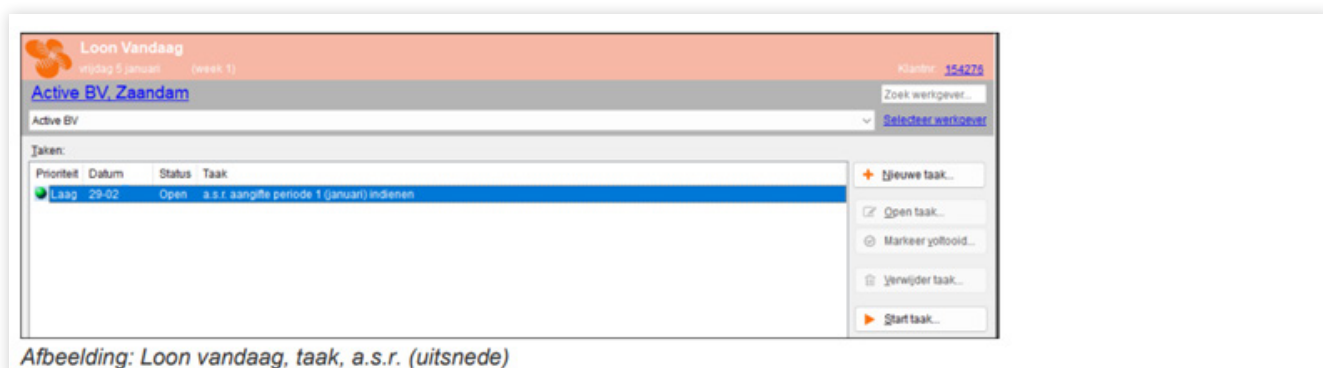 Loon Vandaag
vrijdag 5 januari (week 1)
Klantnr: 154276
Active BV, Zaandam
Zoek werkgever...
Active BV
Selecteer werkgever
Taken:
Prioriteit Datum Status Taak
Laag 29-02 Open a.s.r. aangifte periode 1 (januari) indienen
Nieuwe taak...
Open taak...
Markeer voltooid...
Verwijder taak...
Start taak...
Afbeelding: Loon vandaag, taak, a.s.r. (uitsnede)